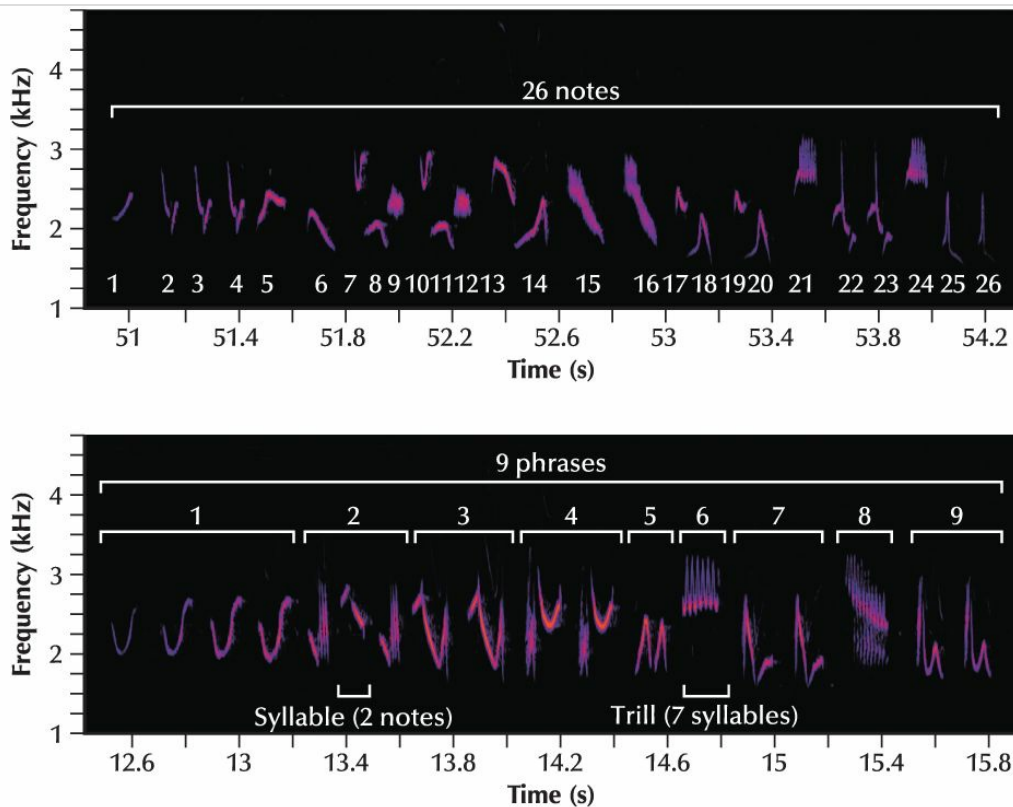 26 notes
4
3
2
1
Frequency (kHz)
1 2 3 4 5 6 7 8 9 10 11 12 13 14 15 16 17 18 19 20 21 22 23 24 25 26
51 51.4 51.8 52.2 52.6 53 53.4 53.8 54.2
Time (s)
9 phrases
1 2 3 4 5 6 7 8 9
4
3
2
1
Frequency (kHz)
Syllable (2 notes) Trill (7 syllables)
12.6 13 13.4 13.8 14.2 14.6 15 15.4 15.8
Time (s)